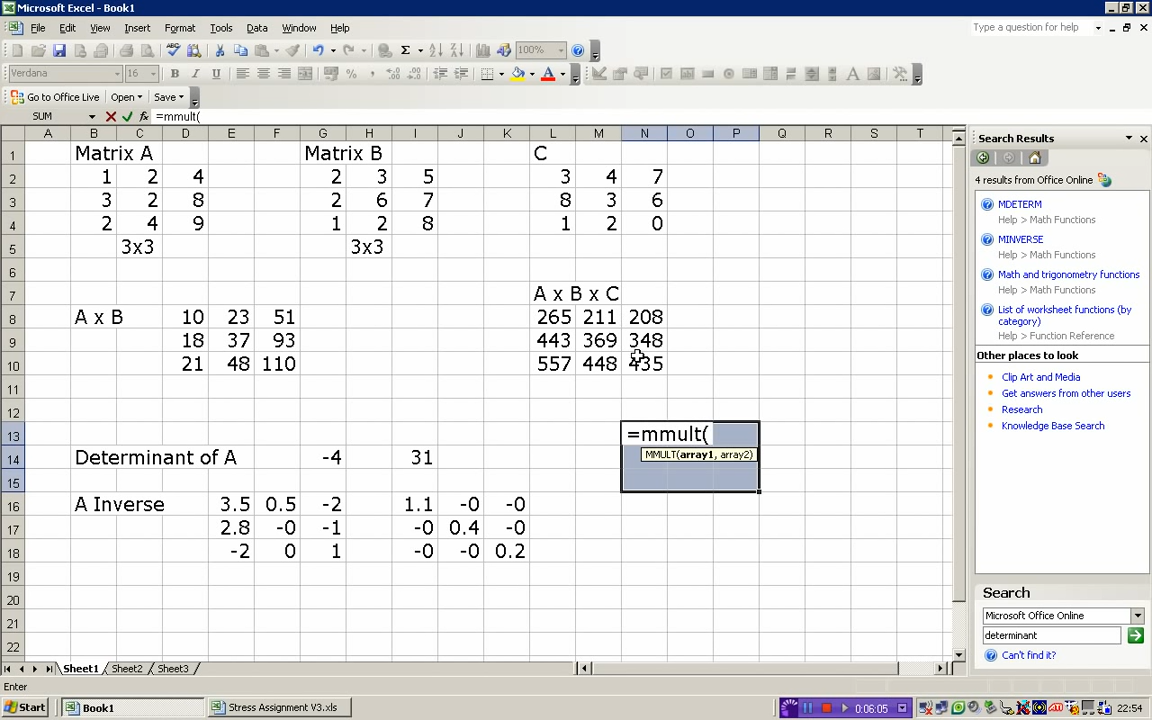 Microsoft Excel - Book1
File Edit View Insert Format Tools Data Window Help
Type a question for help
100%
Verdana 16 B I U
Go to Office Live Open Save
SUM =mmult(
A B C D E F G H I J K L M N O P Q R S T
1 Matrix A Matrix B C
2 1 2 4 2 3 5 3 4 7
3 3 2 8 2 6 7 8 3 6
4 2 4 9 1 2 8 1 2 0
5 3x3 3x3
6
7 A x B x C
8 A x B 10 23 51 265 211 208
9 18 37 93 443 369 348
10 21 48 110 557 448 435
11
12
13 =mmult(
14 Determinant of A -4 31 MMULT(array1, array2)
15
16 A Inverse 3.5 0.5 -2 1.1 -0 -0
17 2.8 -0 -1 -0 0.4 -0
18 -2 0 1 -0 -0 0.2
19
20
21
22
Sheet1 Sheet2 Sheet3
Enter
Search Results
4 results from Office Online
MDETERM
Help > Math Functions
MINVERSE
Help > Math Functions
Math and trigonometry functions
Help > Math Functions
List of worksheet functions (by
category)
Help > Function Reference
Other places to look
Clip Art and Media
Get answers from other users
Research
Knowledge Base Search
Search
Microsoft Office Online
determinant
Can't find it?
Start Book1 Stress Assignment V3.xls 0:06:05 22:54